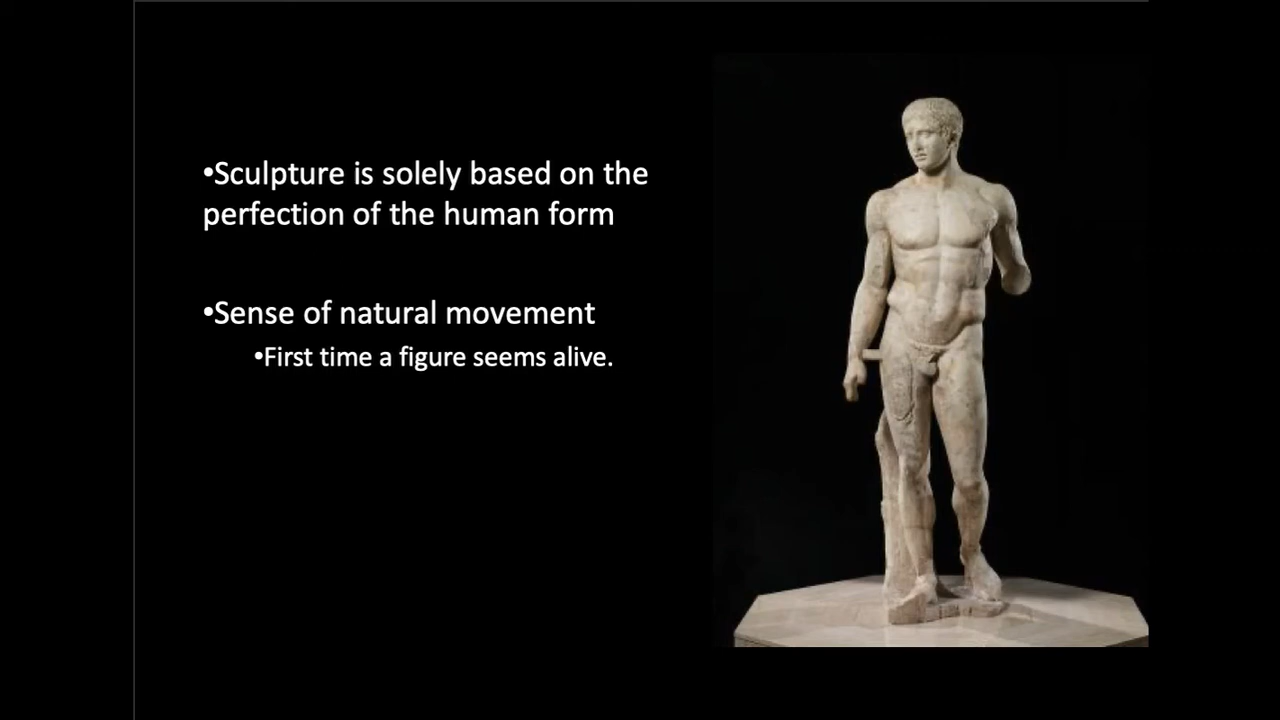 •Sculpture is solely based on the
perfection of the human form
•Sense of natural movement
•First time a figure seems alive.